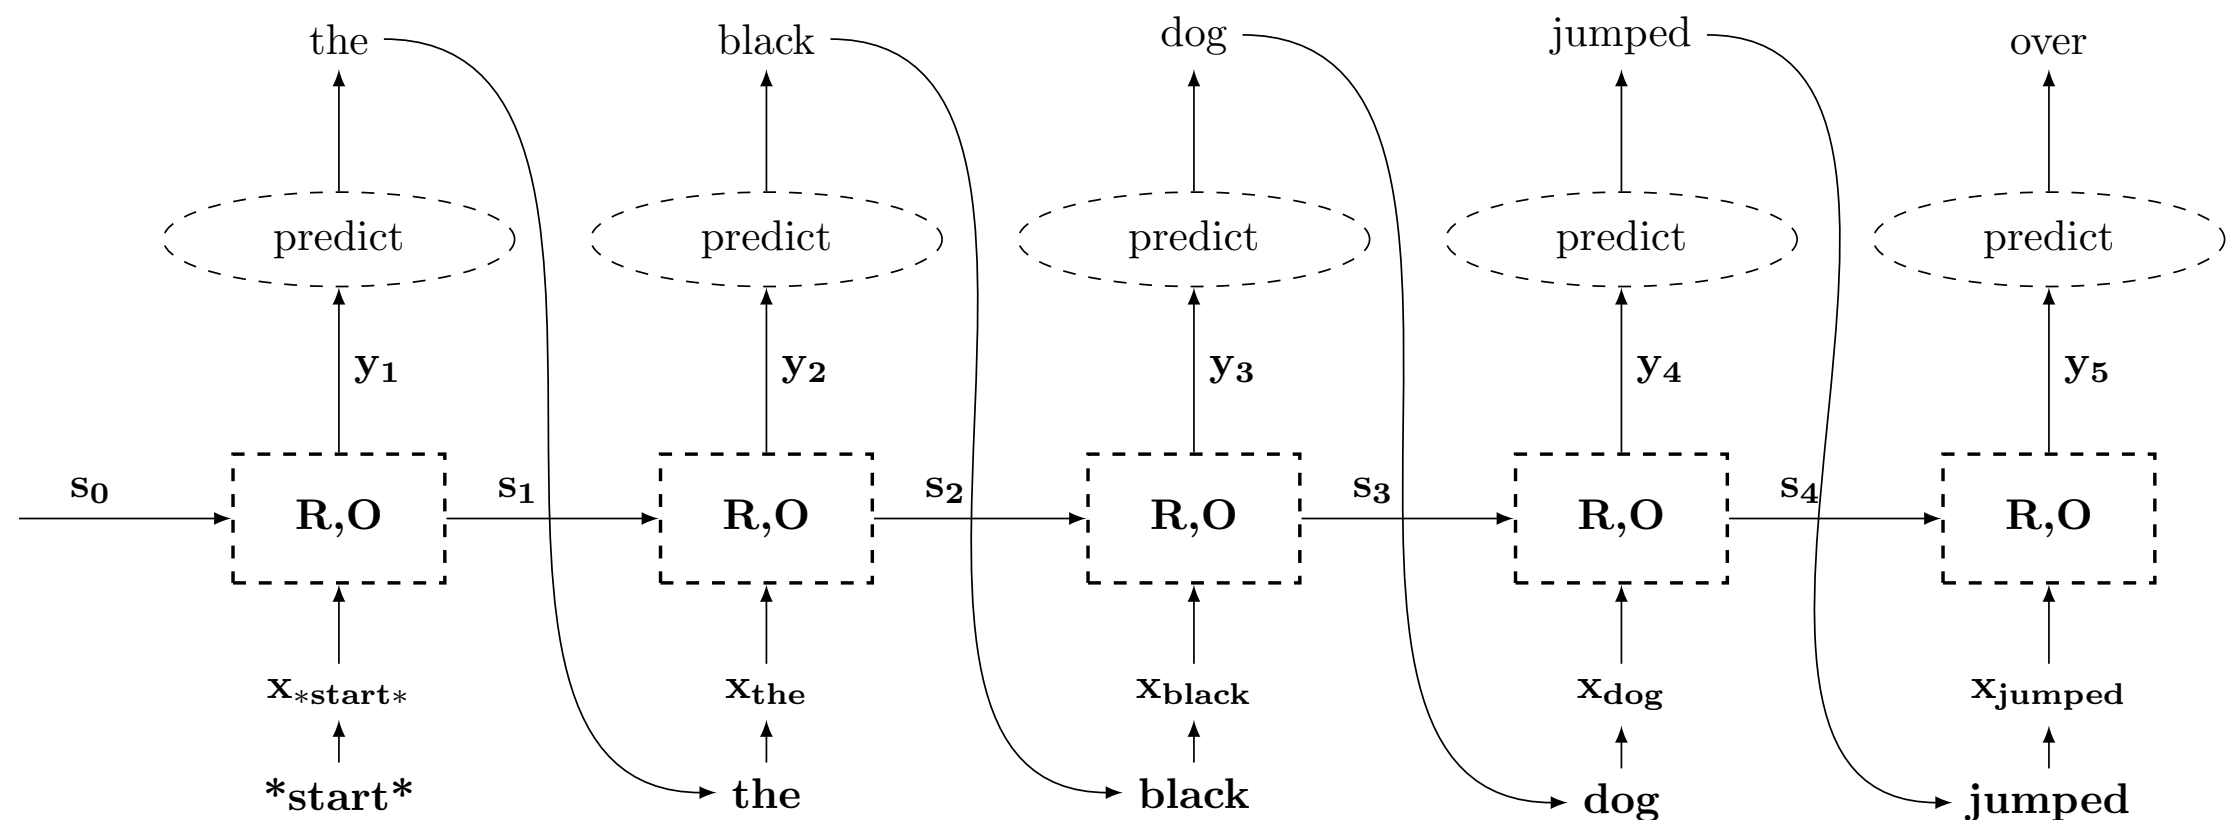 the black dog jumped over
predict predict predict predict predict
y1 y2 y3 y4 y5
s0 s1 s2 s3 s4
R,O R,O R,O R,O R,O
x*start* xthe xblack xdog xjumped
*start* the black dog jumped